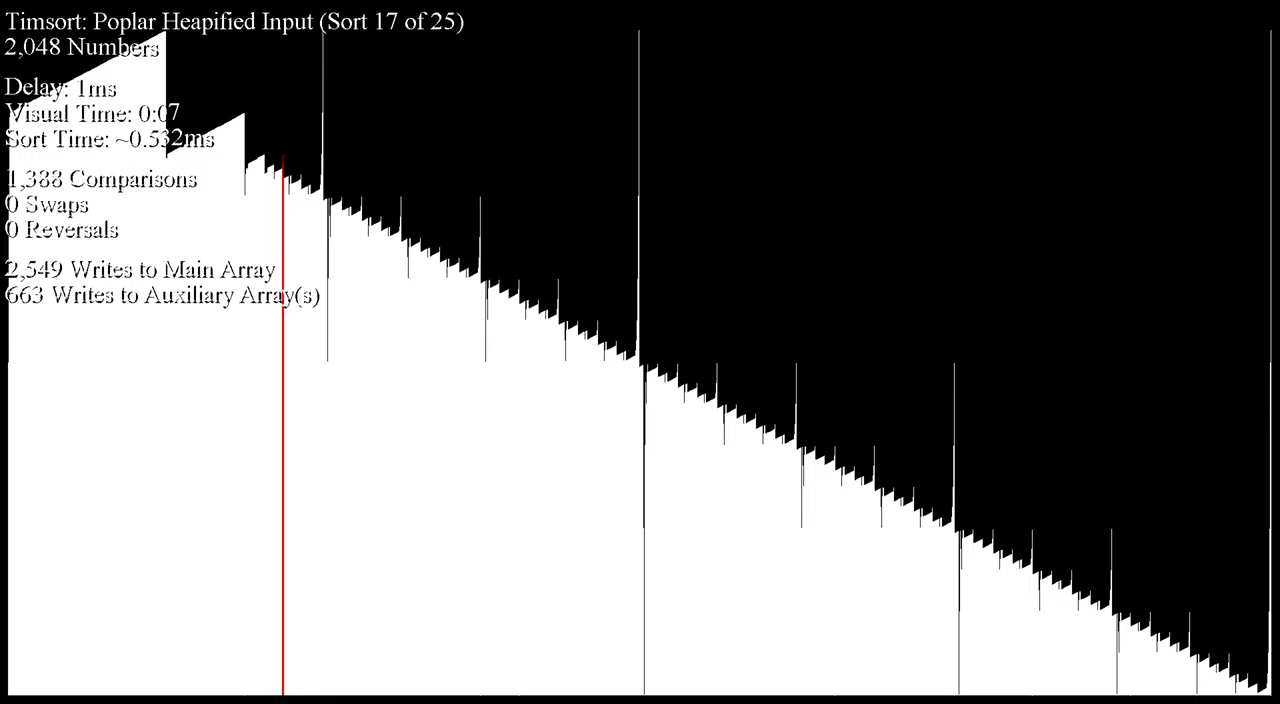 Timsort: Poplar Heapified Input (Sort 17 of 25)
2,048 Numbers
Delay: 1ms
Visual Time: 0:07
Sort Time: ~0.532ms
1,388 Comparisons
0 Swaps
0 Reversals
2,549 Writes to Main Array
663 Writes to Auxiliary Array(s)